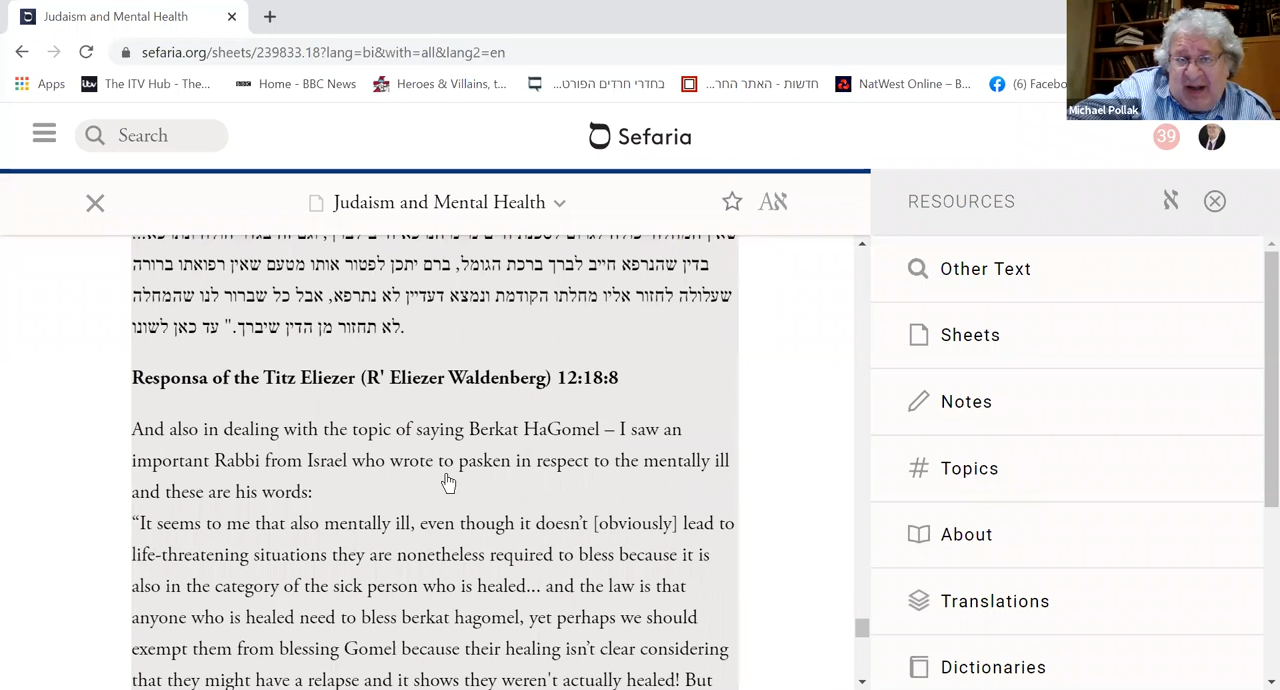 Judaism and Mental Health
sefaria.org/sheets/239833.18?lang=bi&with=all&lang2=en
Apps
The ITV Hub - The...
Home - BBC News
Heroes & Villains, t...
בחדרי חרדים הפורט...
חדשות - האתר החר...
NatWest Online – B...
(6) Facebo
Michael Pollak
Search
Sefaria
39
Judaism and Mental Health
Aא
RESOURCES
א
בדין שהנרפא חייב לברך ברכת הגומל, ברם יתכן לפטור אותו מטעם שאין רפואתו ברורה
שעלולה לחזור אליו מחלתו הקודמת ונמצא דעדיין לא נתרפא, אבל כל שברור לנו שהמחלה
לא תחזור מן הדין שיברך." עד כאן לשונו.
Responsa of the Titz Eliezer (R' Eliezer Waldenberg) 12:18:8
And also in dealing with the topic of saying Berkat HaGomel – I saw an
important Rabbi from Israel who wrote to pasken in respect to the mentally ill
and these are his words:
“It seems to me that also mentally ill, even though it doesn’t [obviously] lead to
life-threatening situations they are nonetheless required to bless because it is
also in the category of the sick person who is healed... and the law is that
anyone who is healed need to bless berkat hagomel, yet perhaps we should
exempt them from blessing Gomel because their healing isn’t clear considering
that they might have a relapse and it shows they weren't actually healed! But
Other Text
Sheets
Notes
Topics
About
Translations
Dictionaries